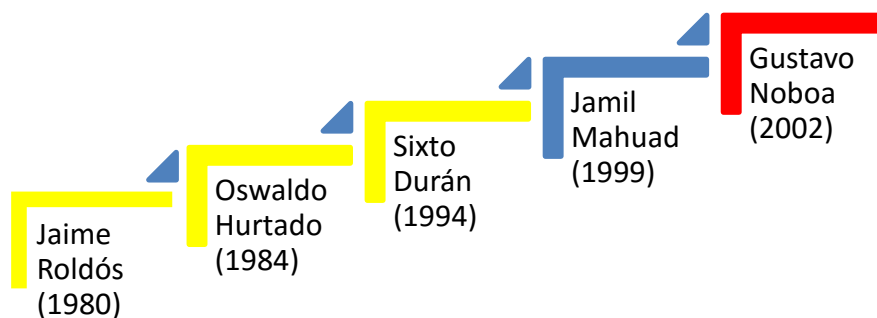 Jaime
Roldós
(1980)
Oswaldo
Hurtado
(1984)
Sixto
Durán
(1994)
Jamil
Mahuad
(1999)
Gustavo
Noboa
(2002)